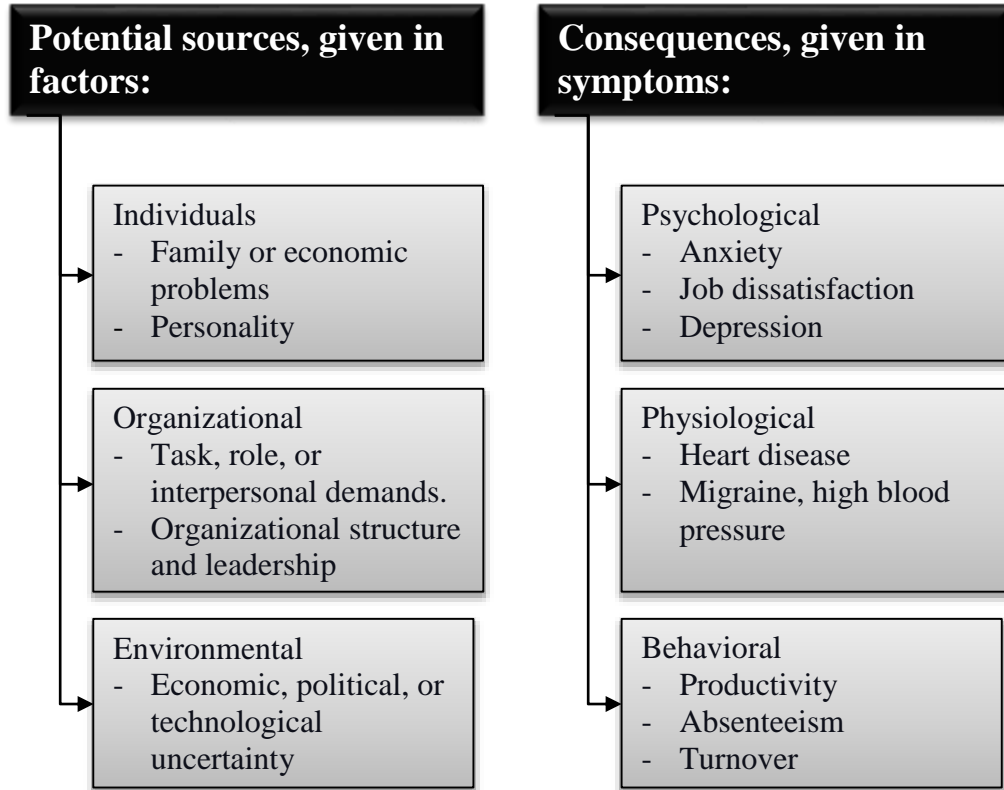 Potential sources, given in
factors:
Individuals
- Family or economic
problems
- Personality
Organizational
- Task, role, or
interpersonal demands.
- Organizational structure
and leadership
Environmental
- Economic, political, or
technological
uncertainty
Consequences, given in
symptoms:
Psychological
- Anxiety
- Job dissatisfaction
- Depression
Physiological
- Heart disease
- Migraine, high blood
pressure
Behavioral
- Productivity
- Absenteeism
- Turnover